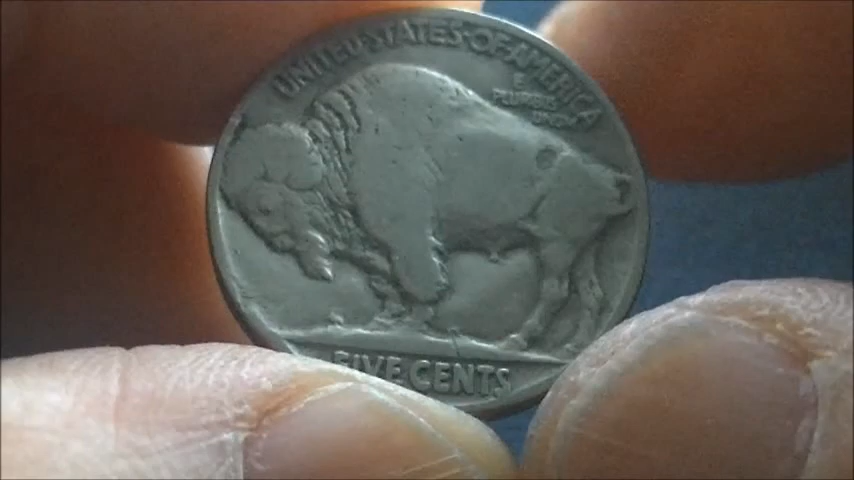 UNITED·STATES·OF·AMERICA
E
PLURIBUS
UNUM
FIVE CENTS